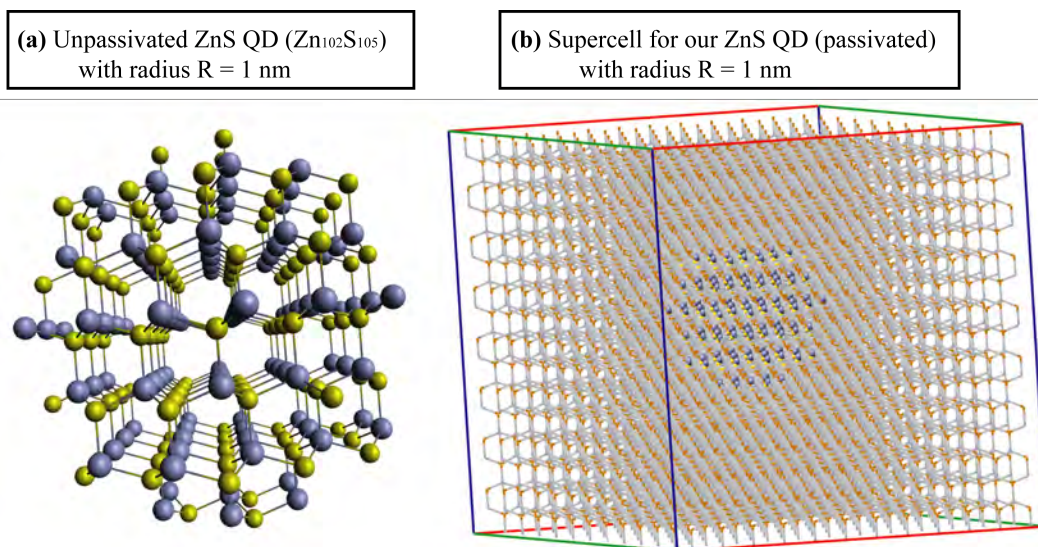 (a) Unpassivated ZnS QD (Zn₁₀₂S₁₀₅)
with radius R = 1 nm
(b) Supercell for our ZnS QD (passivated)
with radius R = 1 nm